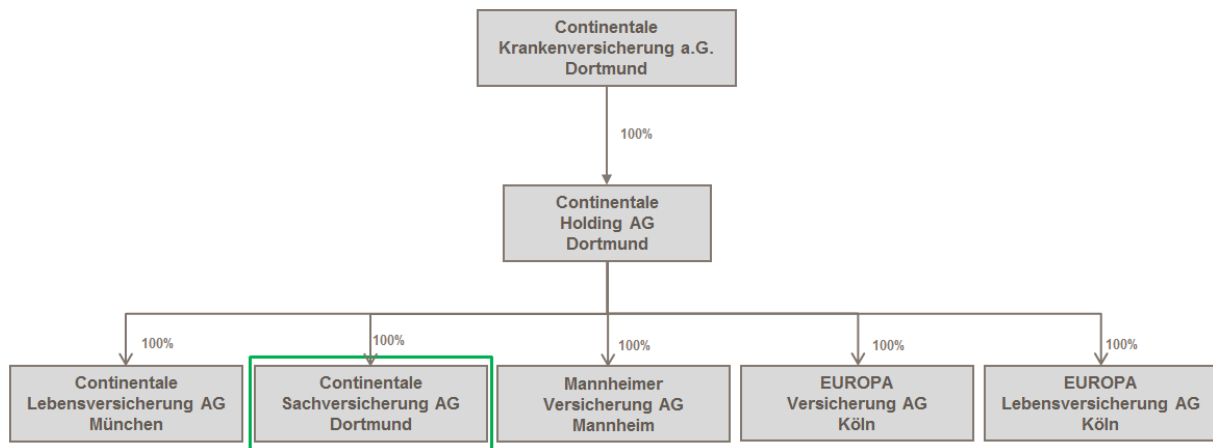 Continentale
Krankenversicherung a.G.
Dortmund
100%
Continentale
Holding AG
Dortmund
100%
100%
100%
100%
100%
Continentale
Lebensversicherung AG
München
Continentale
Sachversicherung AG
Dortmund
Mannheimer
Versicherung AG
Mannheim
EUROPA
Versicherung AG
Köln
EUROPA
Lebensversicherung AG
Köln